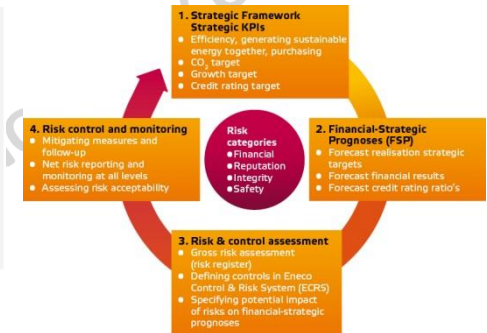 1. Strategic Framework
Strategic KPIs
• Efficiency, generating sustainable
energy together, purchasing
• CO₂ target
• Growth target
• Credit rating target
4. Risk control and monitoring
• Mitigating measures and
follow-up
• Net risk reporting and
monitoring at all levels
• Assessing risk acceptability
Risk
categories
• Financial
• Reputation
• Integrity
• Safety
2. Financial-Strategic
Prognoses (FSP)
• Forecast realisation strategic
targets
• Forecast financial results
• Forecast credit rating ratio's
3. Risk & control assessment
• Gross risk assessment
(risk register)
• Defining controls in Eneco
Control & Risk System (ECRS)
• Specifying potential impact
of risks on financial-strategic
prognoses